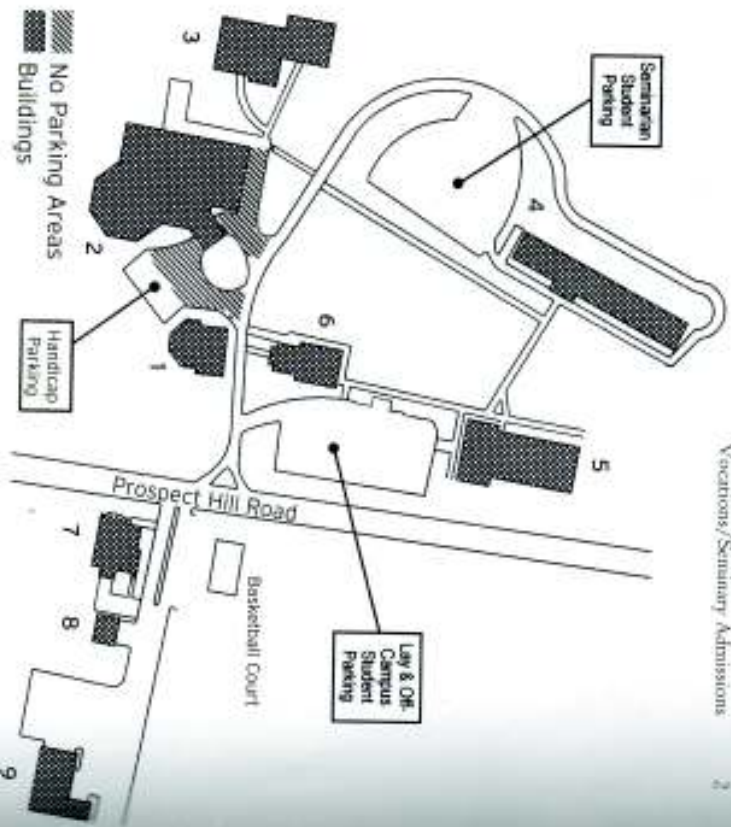 Vocations/Seminary Admissions 2
Seminarian
Student
Parking
3
4
2
No Parking Areas
Buildings
Handicap
Parking
1
6
5
Prospect Hill Road
7
8
9
Basketball Court
Lay & Off-
Campus
Student
Parking